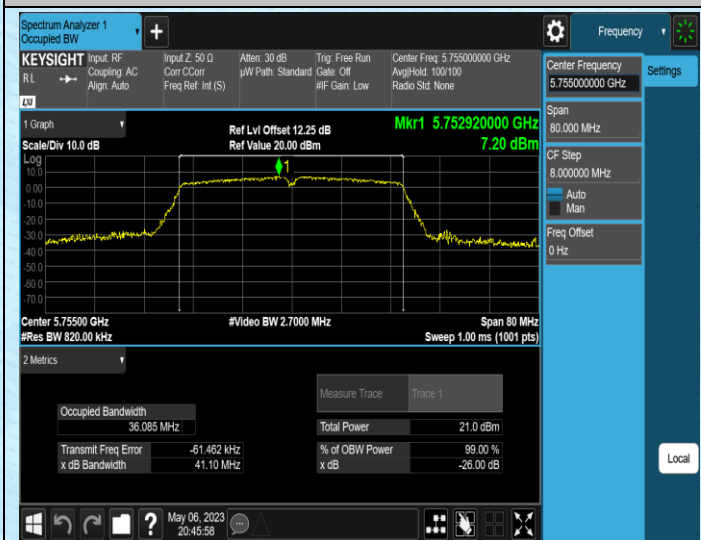 Spectrum Analyzer 1
Occupied BW
+
Frequency
KEYSIGHT
RL
LXI
Input: RF
Coupling: AC
Align: Auto
Input Z: 50 Ω
Corr CCorr
Freq Ref: Int (S)
Atten: 30 dB
µW Path: Standard
Trig: Free Run
Gate: Off
#IF Gain: Low
Center Freq: 5.755000000 GHz
Avg|Hold: 100/100
Radio Std: None
Center Frequency
5.755000000 GHz
Settings
Span
80.000 MHz
CF Step
8.000000 MHz
Auto
Man
Freq Offset
0 Hz
1 Graph
Scale/Div 10.0 dB
Ref Lvl Offset 12.25 dB
Ref Value 20.00 dBm
Mkr1 5.752920000 GHz
7.20 dBm
Log
10.0
0.00
-10.0
-20.0
-30.0
-40.0
-50.0
-60.0
-70.0
1
Center 5.75500 GHz
#Res BW 820.00 kHz
#Video BW 2.7000 MHz
Span 80 MHz
Sweep 1.00 ms (1001 pts)
2 Metrics
Measure Trace Trace 1
Occupied Bandwidth
36.085 MHz
Total Power 21.0 dBm
Transmit Freq Error -61.462 kHz
% of OBW Power 99.00 %
x dB Bandwidth 41.10 MHz
x dB -26.00 dB
Local
?
May 06, 2023
20:45:58